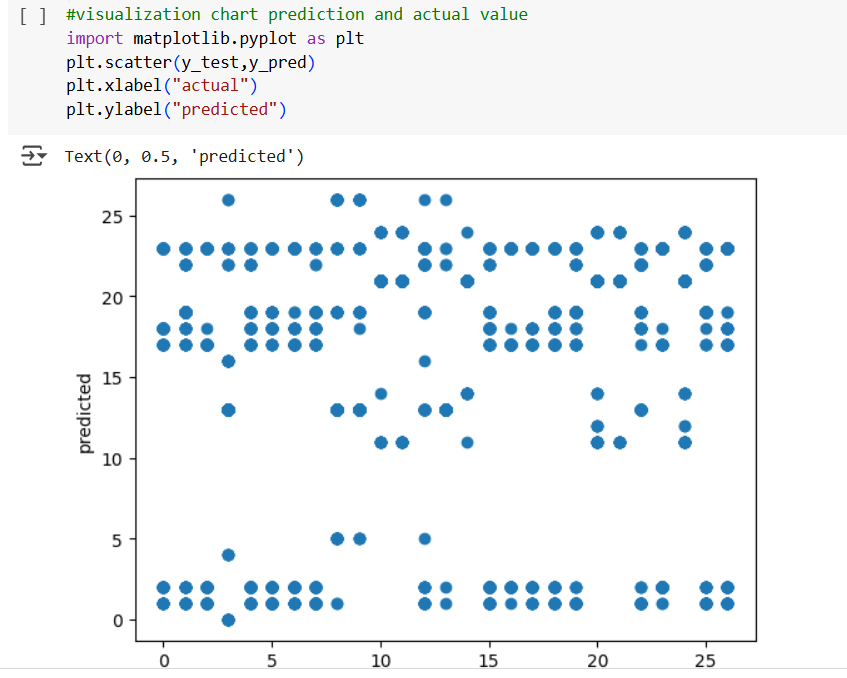 [ ] #visualization chart prediction and actual value
import matplotlib.pyplot as plt
plt.scatter(y_test,y_pred)
plt.xlabel("actual")
plt.ylabel("predicted")
Text(0, 0.5, 'predicted')
25
20
15
10
5
0
predicted
0 5 10 15 20 25